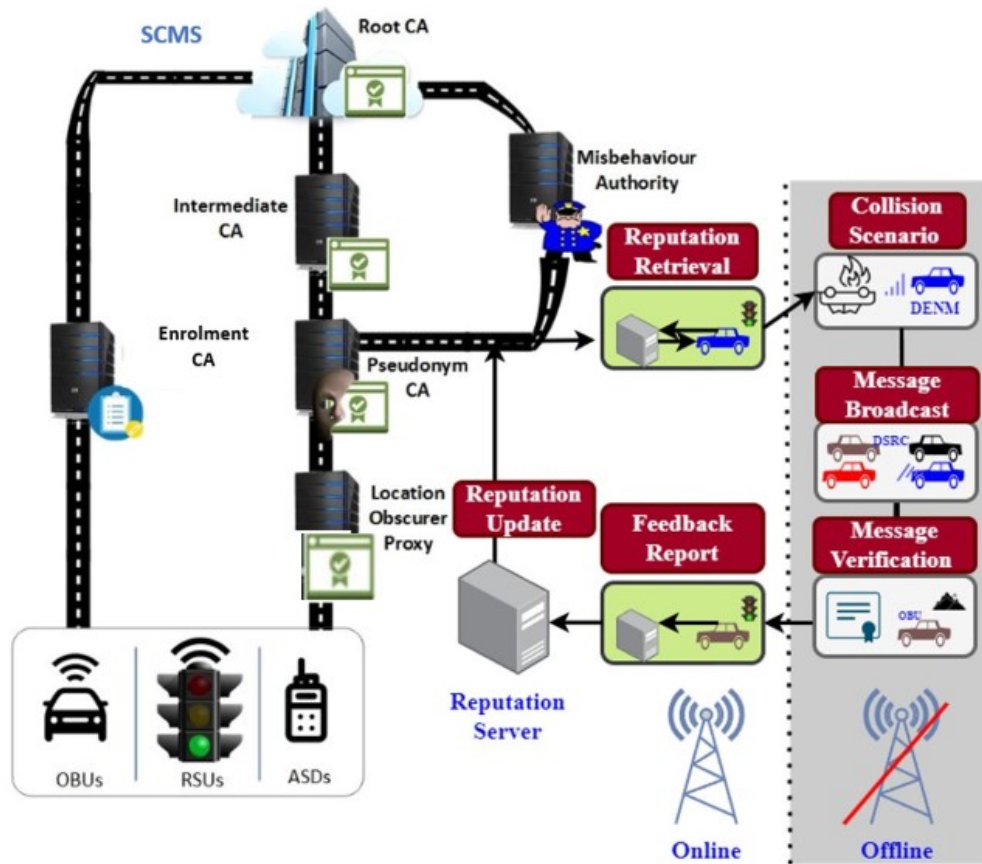 SCMS
Root CA
Misbehaviour
Authority
Intermediate
CA
Enrolment
CA
Pseudonym
CA
Location
Obscurer
Proxy
OBUs
RSUs
ASDs
Reputation
Retrieval
Reputation
Update
Feedback
Report
Reputation
Server
Online
Collision
Scenario
DENM
Message
Broadcast
DSRC
Message
Verification
OBU
Offline